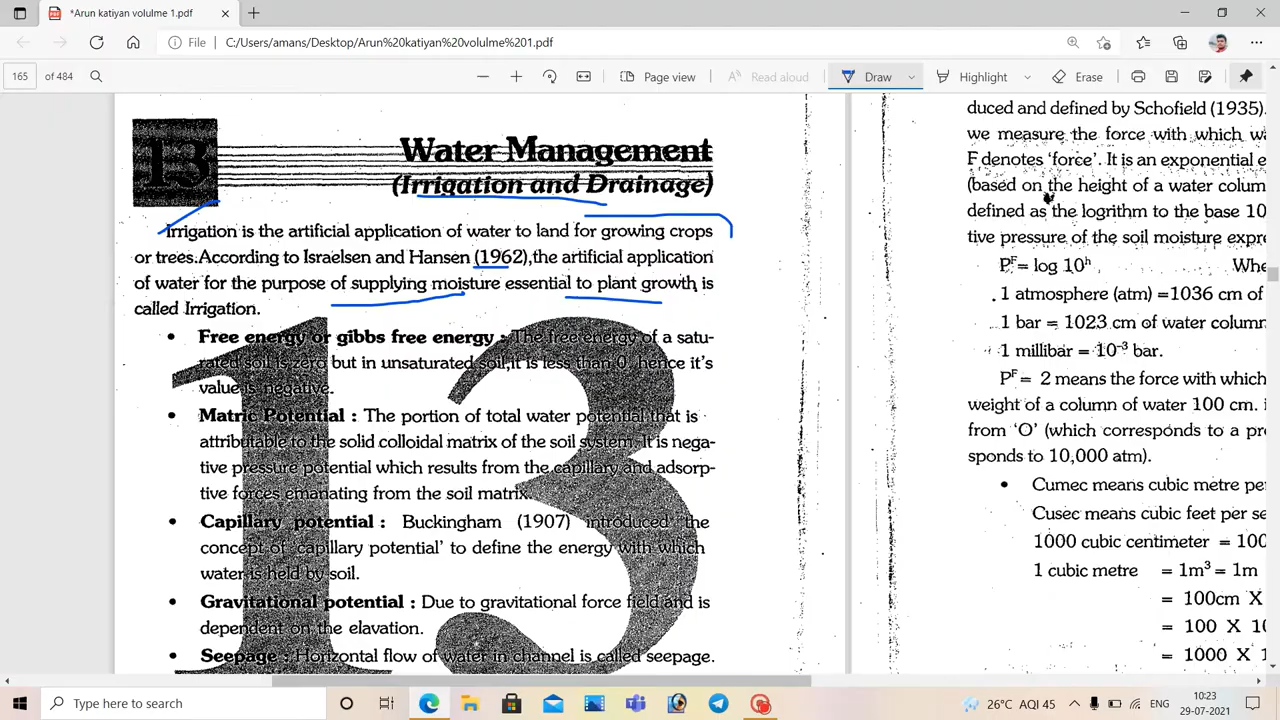 *Arun katiyan volulme 1.pdf
File C:/Users/amans/Desktop/Arun%20katiyan%20volulme%201.pdf
165 of 484 Page view Read aloud Draw Highlight Erase
13
Water Management
(Irrigation and Drainage)
Irrigation is the artificial application of water to land for growing crops
or trees.According to Israelsen and Hansen (1962),the artificial application
of water for the purpose of supplying moisture essential to plant growth is
called Irrigation.
• Free energy or gibbs free energy : The free energy of a satu-
rated soil is zero but in unsaturated soil,it is less than 0, hence it's
value is negative.
• Matric Potential : The portion of total water potential that is
attributable to the solid colloidal matrix of the soil system. It is nega-
tive pressure potential which results from the capillary and adsorp-
tive forces emanating from the soil matrix.
• Capillary potential : Buckingham (1907) introduced the
concept of 'capillary potential' to define the energy with which
water is held by soil.
• Gravitational potential : Due to gravitational force field and is
dependent on the elavation.
• Seepage : Horizontal flow of water in channel is called seepage.
13
duced and defined by Schofield (1935).
we measure the force with which wa
F denotes 'force'. It is an exponential e
(based on the height of a water colum
defined as the logrithm to the base 10
tive pressure of the soil moisture expre
PF= log 10h Whe
1 atmosphere (atm) =1036 cm of
1 bar = 1023 cm of water column
1 millibar = 10⁻³ bar.
PF= 2 means the force with which
weight of a column of water 100 cm. i
from 'O' (which corresponds to a pre
sponds to 10,000 atm).
• Cumec means cubic metre pe
Cusec means cubic feet per se
1000 cubic centimeter = 100
1 cubic metre = 1m³ = 1m
= 100cm X
= 100 X 10
= 1000 X 1
Type here to search 26°C AQI 45 ENG 10:23
29-07-2021